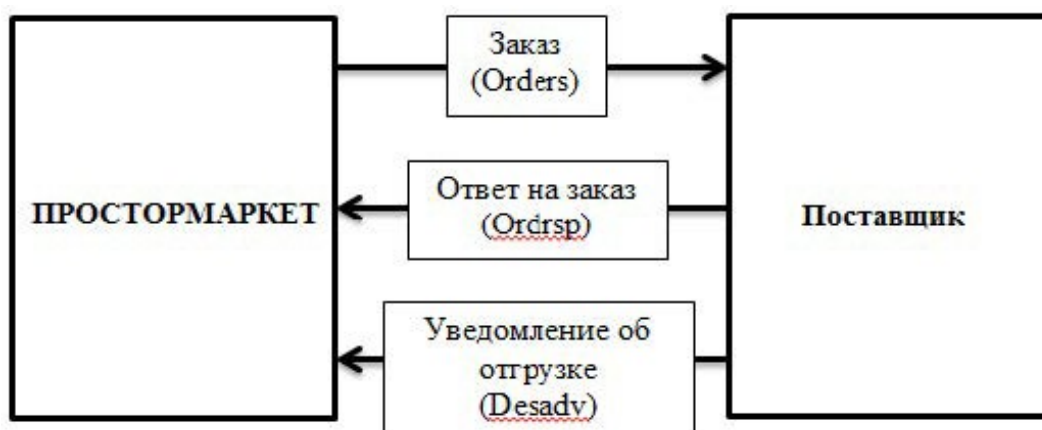 Заказ
(Orders)
ПРОСТОРМАРКЕТ
Ответ на заказ
(Ordrsp)
Поставщик
Уведомление об
отгрузке
(Desadv)